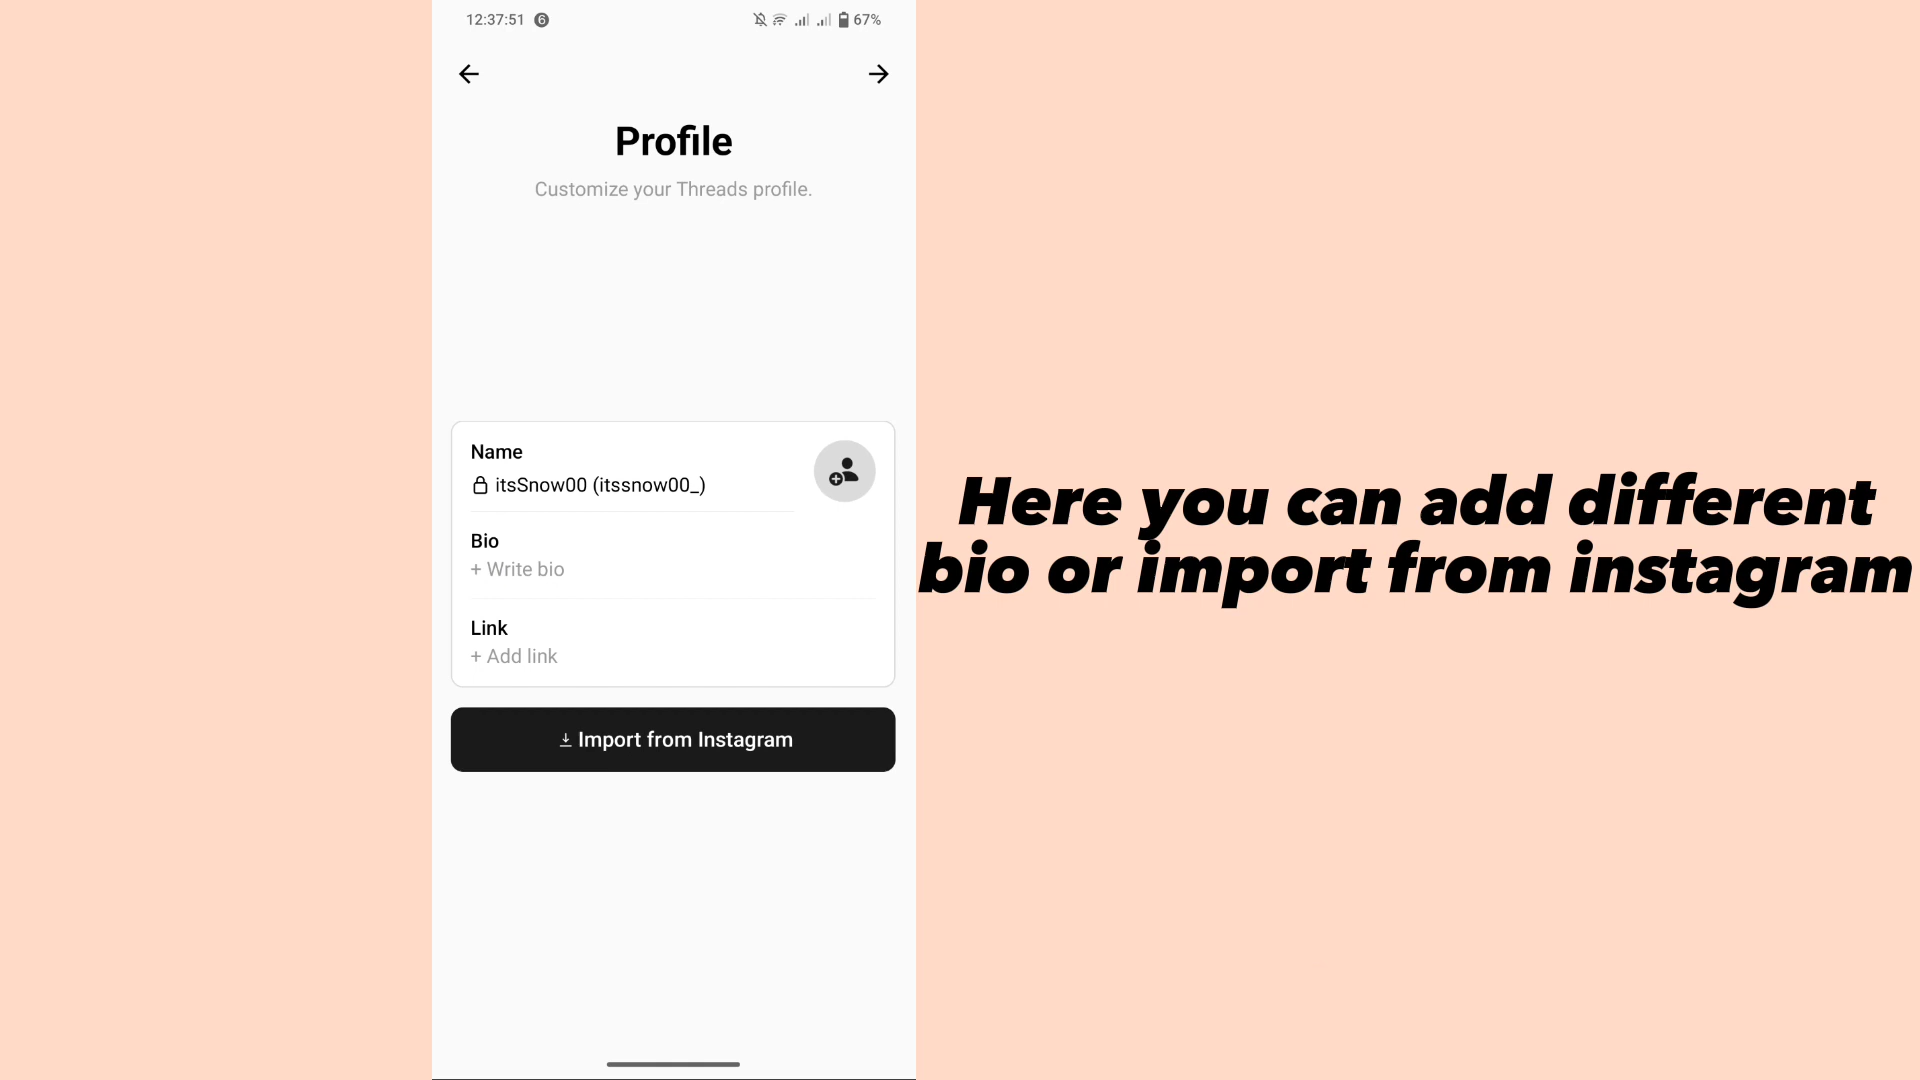 12:37:51 6 67%
Profile
Customize your Threads profile.
Name
itsSnow00 (itssnow00_)
Bio
+ Write bio
Link
+ Add link
Import from Instagram
Here you can add different
bio or import from instagram